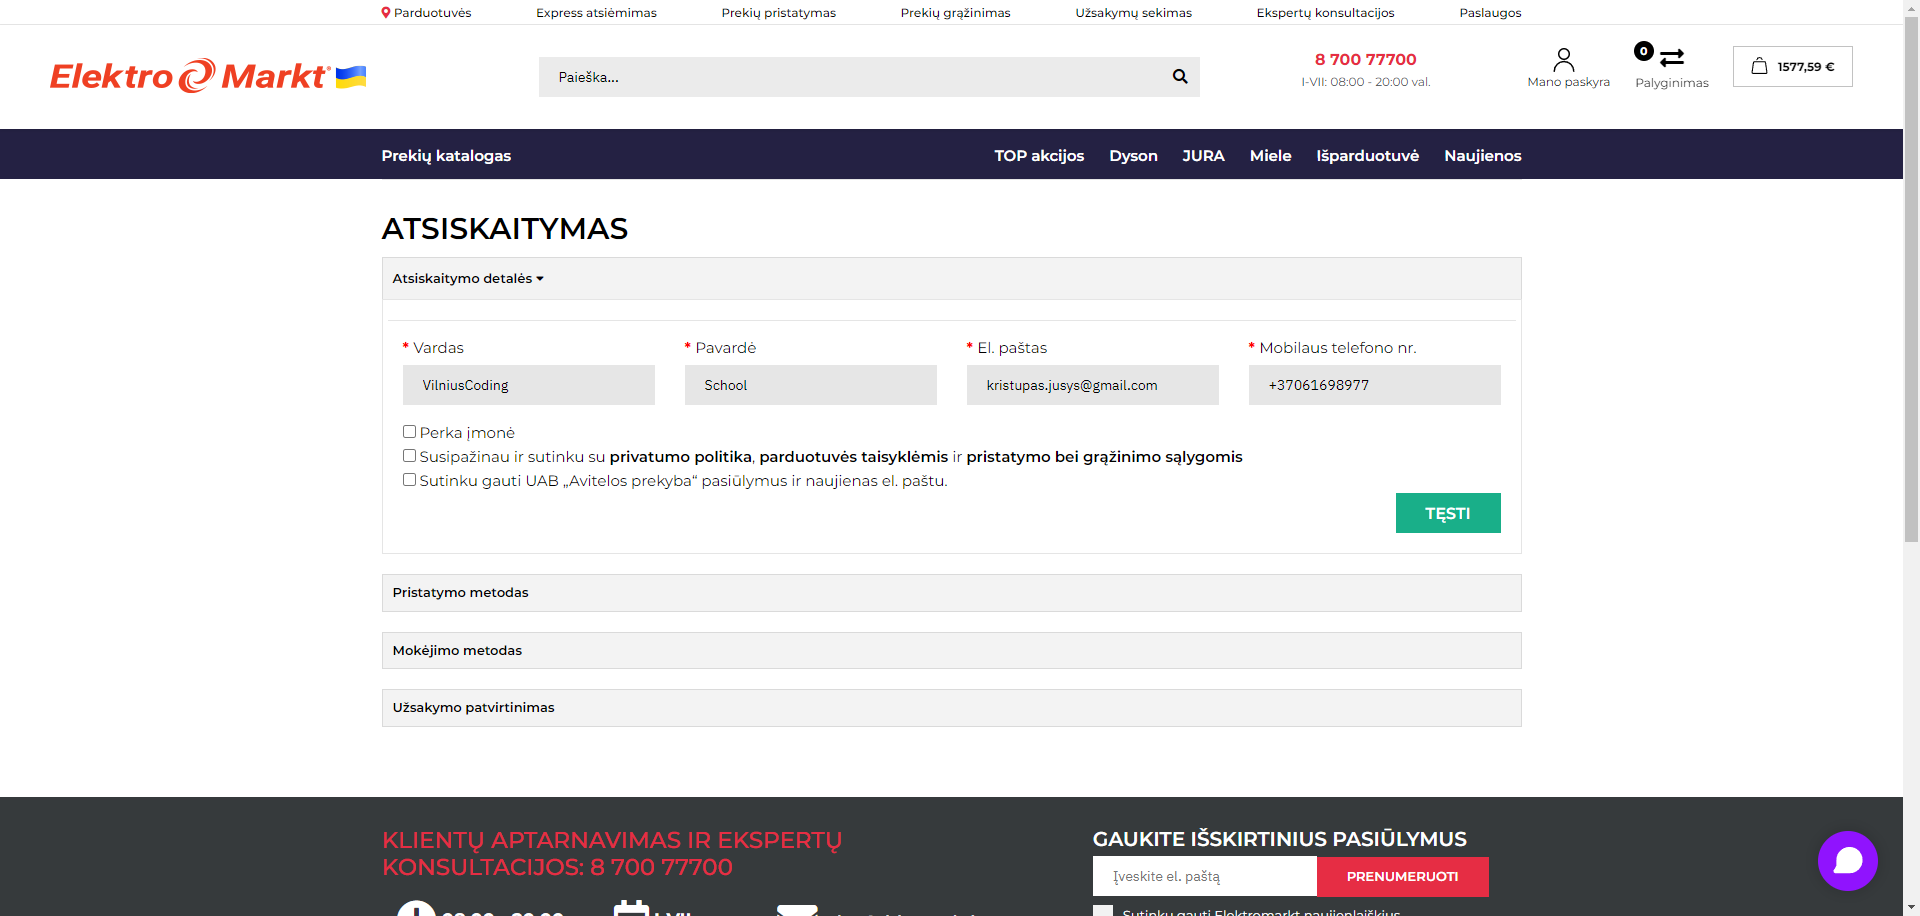 Parduotuvės Express atsiėmimas Prekių pristatymas Prekių grąžinimas Užsakymų sekimas Ekspertų konsultacijos Paslaugos
Elektro Markt
Paieška...
8 700 77700
I-VII: 08:00 - 20:00 val.
Mano paskyra
0
Palyginimas
1577,59 €
Prekių katalogas TOP akcijos Dyson JURA Miele Išparduotuvė Naujienos
ATSISKAITYMAS
Atsiskaitymo detalės
* Vardas * Pavardė * El. paštas * Mobilaus telefono nr.
VilniusCoding School kristupas.jusys@gmail.com +37061698977
Perka įmonė
Susipažinau ir sutinku su privatumo politika, parduotuvės taisyklėmis ir pristatymo bei grąžinimo sąlygomis
Sutinku gauti UAB „Avitelos prekyba“ pasiūlymus ir naujienas el. paštu.
TĘSTI
Pristatymo metodas
Mokėjimo metodas
Užsakymo patvirtinimas
KLIENTŲ APTARNAVIMAS IR EKSPERTŲ
KONSULTACIJOS: 8 700 77700
GAUKITE IŠSKIRTINIUS PASIŪLYMUS
Įveskite el. paštą PRENUMERUOTI
Sutinku gauti Elektromarkt naujienlaiškius